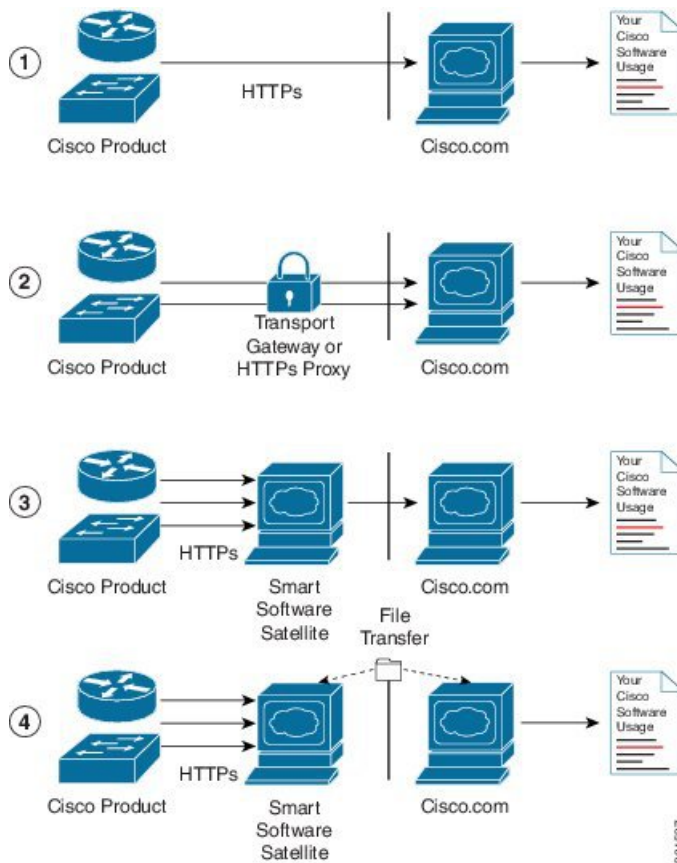 1
HTTPs
Cisco Product
Cisco.com
Your
Cisco
Software
Usage
2
Transport
Gateway or
HTTPs Proxy
Cisco Product
Cisco.com
Your
Cisco
Software
Usage
3
HTTPs
Cisco Product
Smart
Software
Satellite
Cisco.com
Your
Cisco
Software
Usage
File
Transfer
4
HTTPs
Cisco Product
Smart
Software
Satellite
Cisco.com
Your
Cisco
Software
Usage